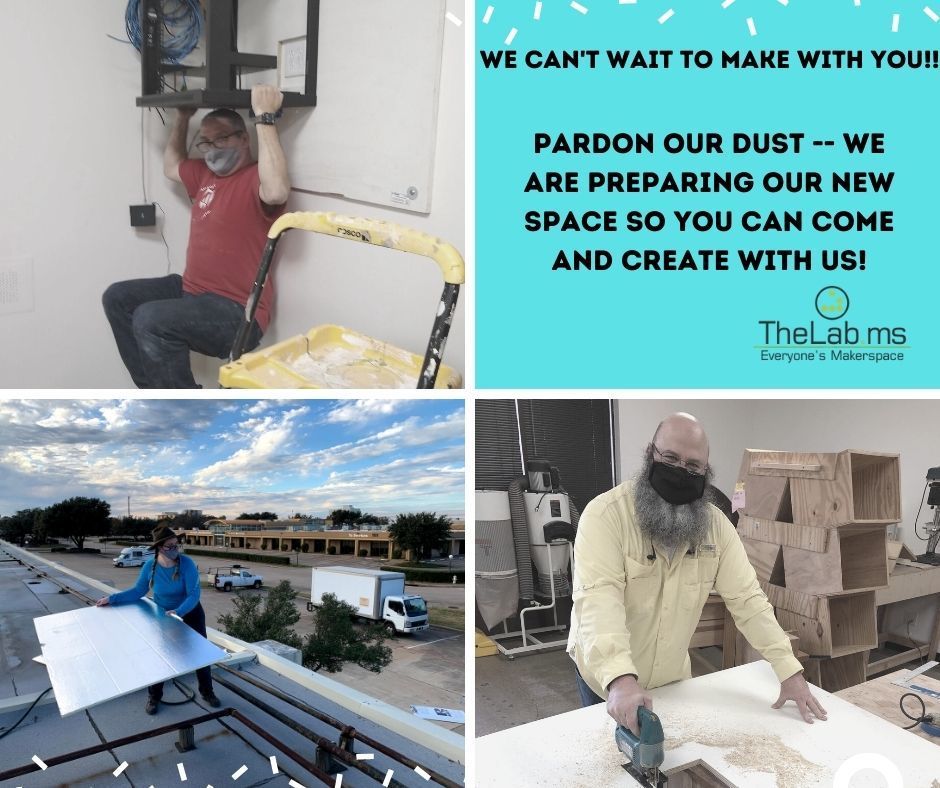 WE CAN'T WAIT TO MAKE WITH YOU!!
PARDON OUR DUST -- WE
ARE PREPARING OUR NEW
SPACE SO YOU CAN COME
AND CREATE WITH US!
TheLab.ms
Everyone's Makerspace